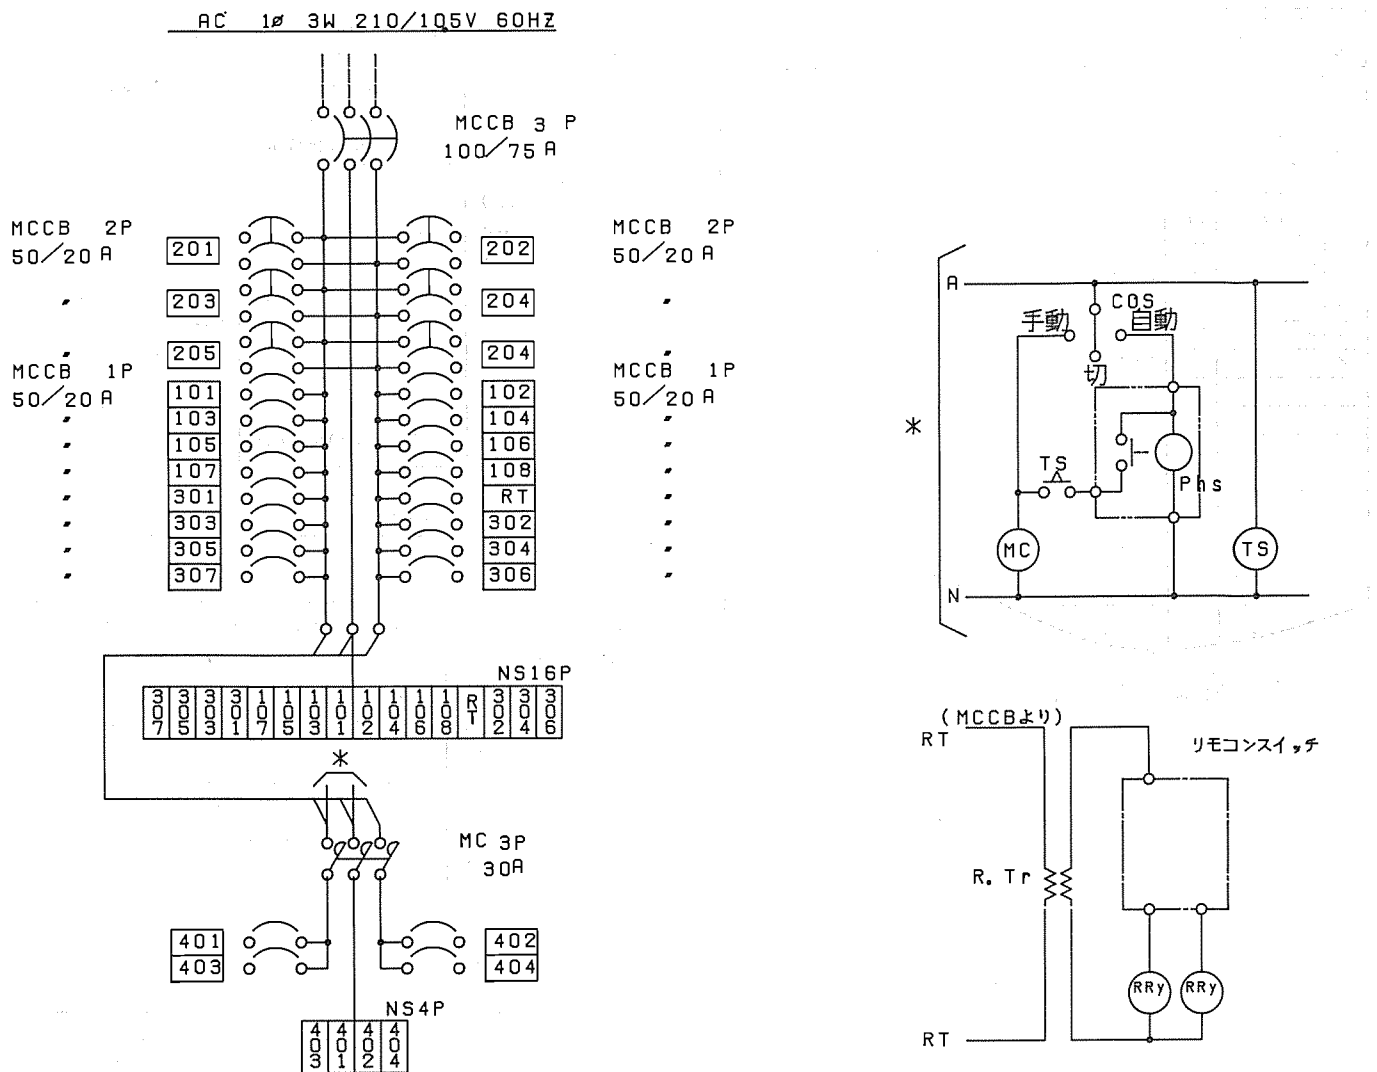 AC 1ø 3W 210/105V 60HZ
MCCB 3 P
100/75 A
MCCB 2P
50/20 A
201
202
MCCB 2P
50/20 A
〃
203
204
〃
〃
205
204
〃
MCCB 1P
50/20 A
101
102
MCCB 1P
50/20 A
〃
103
104
〃
〃
105
106
〃
〃
107
108
〃
〃
301
RT
〃
〃
303
302
〃
〃
305
304
〃
〃
307
306
〃
NS16P
307 305 303 301 107 105 103 101 102 104 106 108 RT 302 304 306
*
MC 3P
30A
401
402
403
404
NS4P
403 401 402 404
*
A
COS
手動
自動
切
TS
Phs
MC
TS
N
(MCCBより)
RT
リモコンスイッチ
R. Tr
RRy
RRy
RT